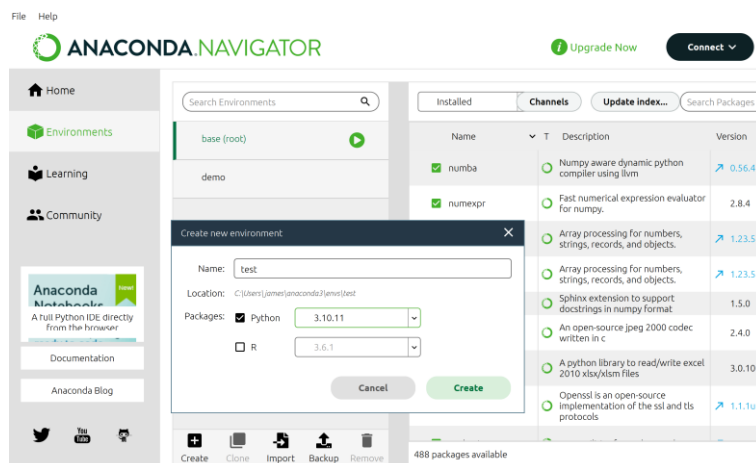 File Help
ANACONDA.NAVIGATOR
Upgrade Now
Connect
Home
Environments
Learning
Community
New!
Anaconda
Notebooks
A full Python IDE directly
from the browser
Documentation
Anaconda Blog
You
Tube
Search Environments
base (root)
demo
Create
Clone
Import
Backup
Remove
Installed
Channels
Update index...
Search Packages
Name T Description Version
numba
Numpy aware dynamic python
compiler using llvm
0.56.4
numexpr
Fast numerical expression evaluator
for numpy.
2.8.4
Array processing for numbers,
strings, records, and objects.
1.23.5
Array processing for numbers,
strings, records, and objects.
1.23.5
Sphinx extension to support
docstrings in numpy format
1.5.0
An open-source jpeg 2000 codec
written in c
2.4.0
A python library to read/write excel
2010 xlsx/xlsm files
3.0.10
Openssl is an open-source
implementation of the ssl and tls
protocols
1.1.1u
488 packages available
Create new environment
Name: test
Location: C:\Users\james\anaconda3\envs\test
Packages: Python 3.10.11
R 3.6.1
Cancel
Create